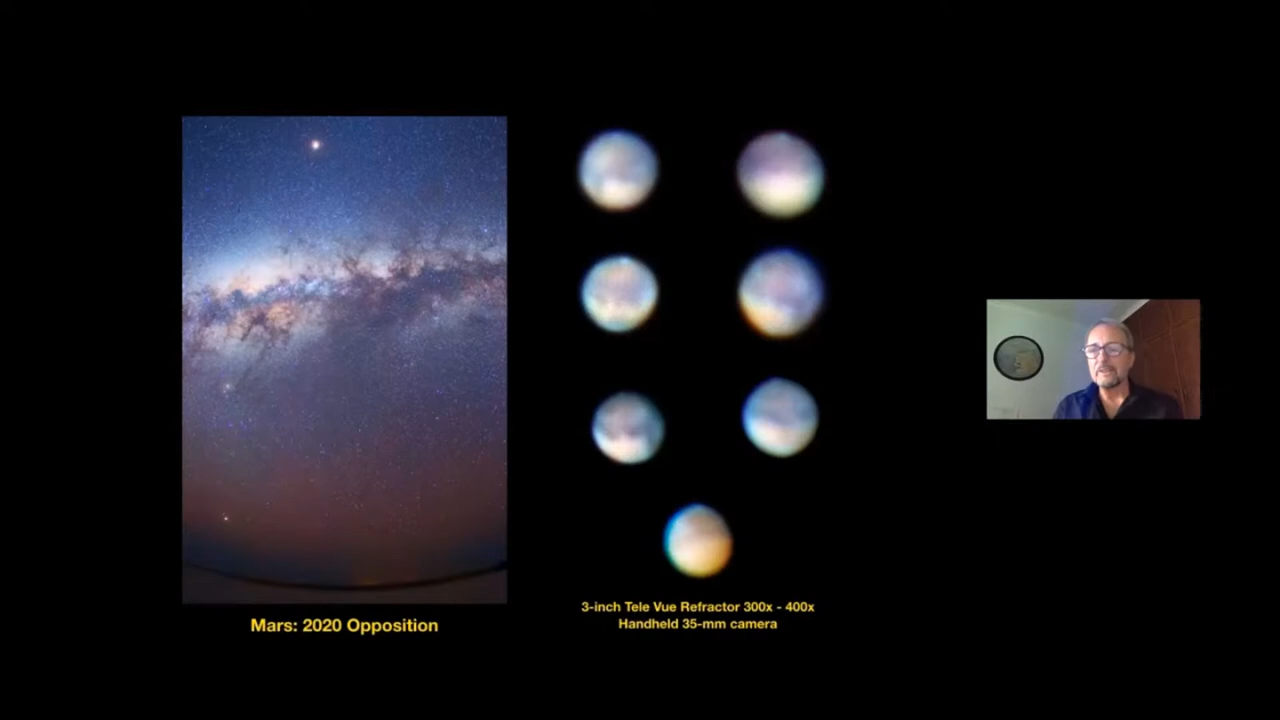 Mars: 2020 Opposition
3-inch Tele Vue Refractor 300x - 400x
Handheld 35-mm camera